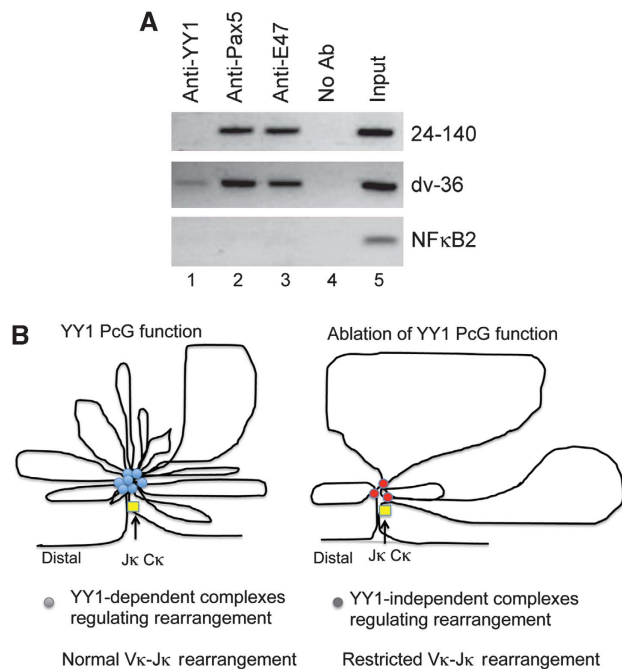 A
Anti-YY1
Anti-Pax5
Anti-E47
No Ab
Input
24-140
dv-36
NFκB2
1 2 3 4 5
B
YY1 PcG function
Ablation of YY1 PcG function
Distal
Jκ Cκ
Distal
Jκ Cκ
YY1-dependent complexes
regulating rearrangement
YY1-independent complexes
regulating rearrangement
Normal Vκ-Jκ rearrangement
Restricted Vκ-Jκ rearrangement